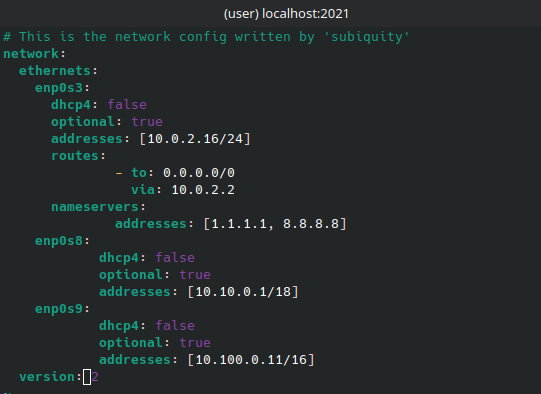 (user) localhost:2021
# This is the network config written by 'subiquity'
network:
  ethernets:
    enp0s3:
      dhcp4: false
      optional: true
      addresses: [10.0.2.16/24]
      routes:
              - to: 0.0.0.0/0
                via: 10.0.2.2
      nameservers:
              addresses: [1.1.1.1, 8.8.8.8]
    enp0s8:
            dhcp4: false
            optional: true
            addresses: [10.10.0.1/18]
    enp0s9:
            dhcp4: false
            optional: true
            addresses: [10.100.0.11/16]
  version: 2